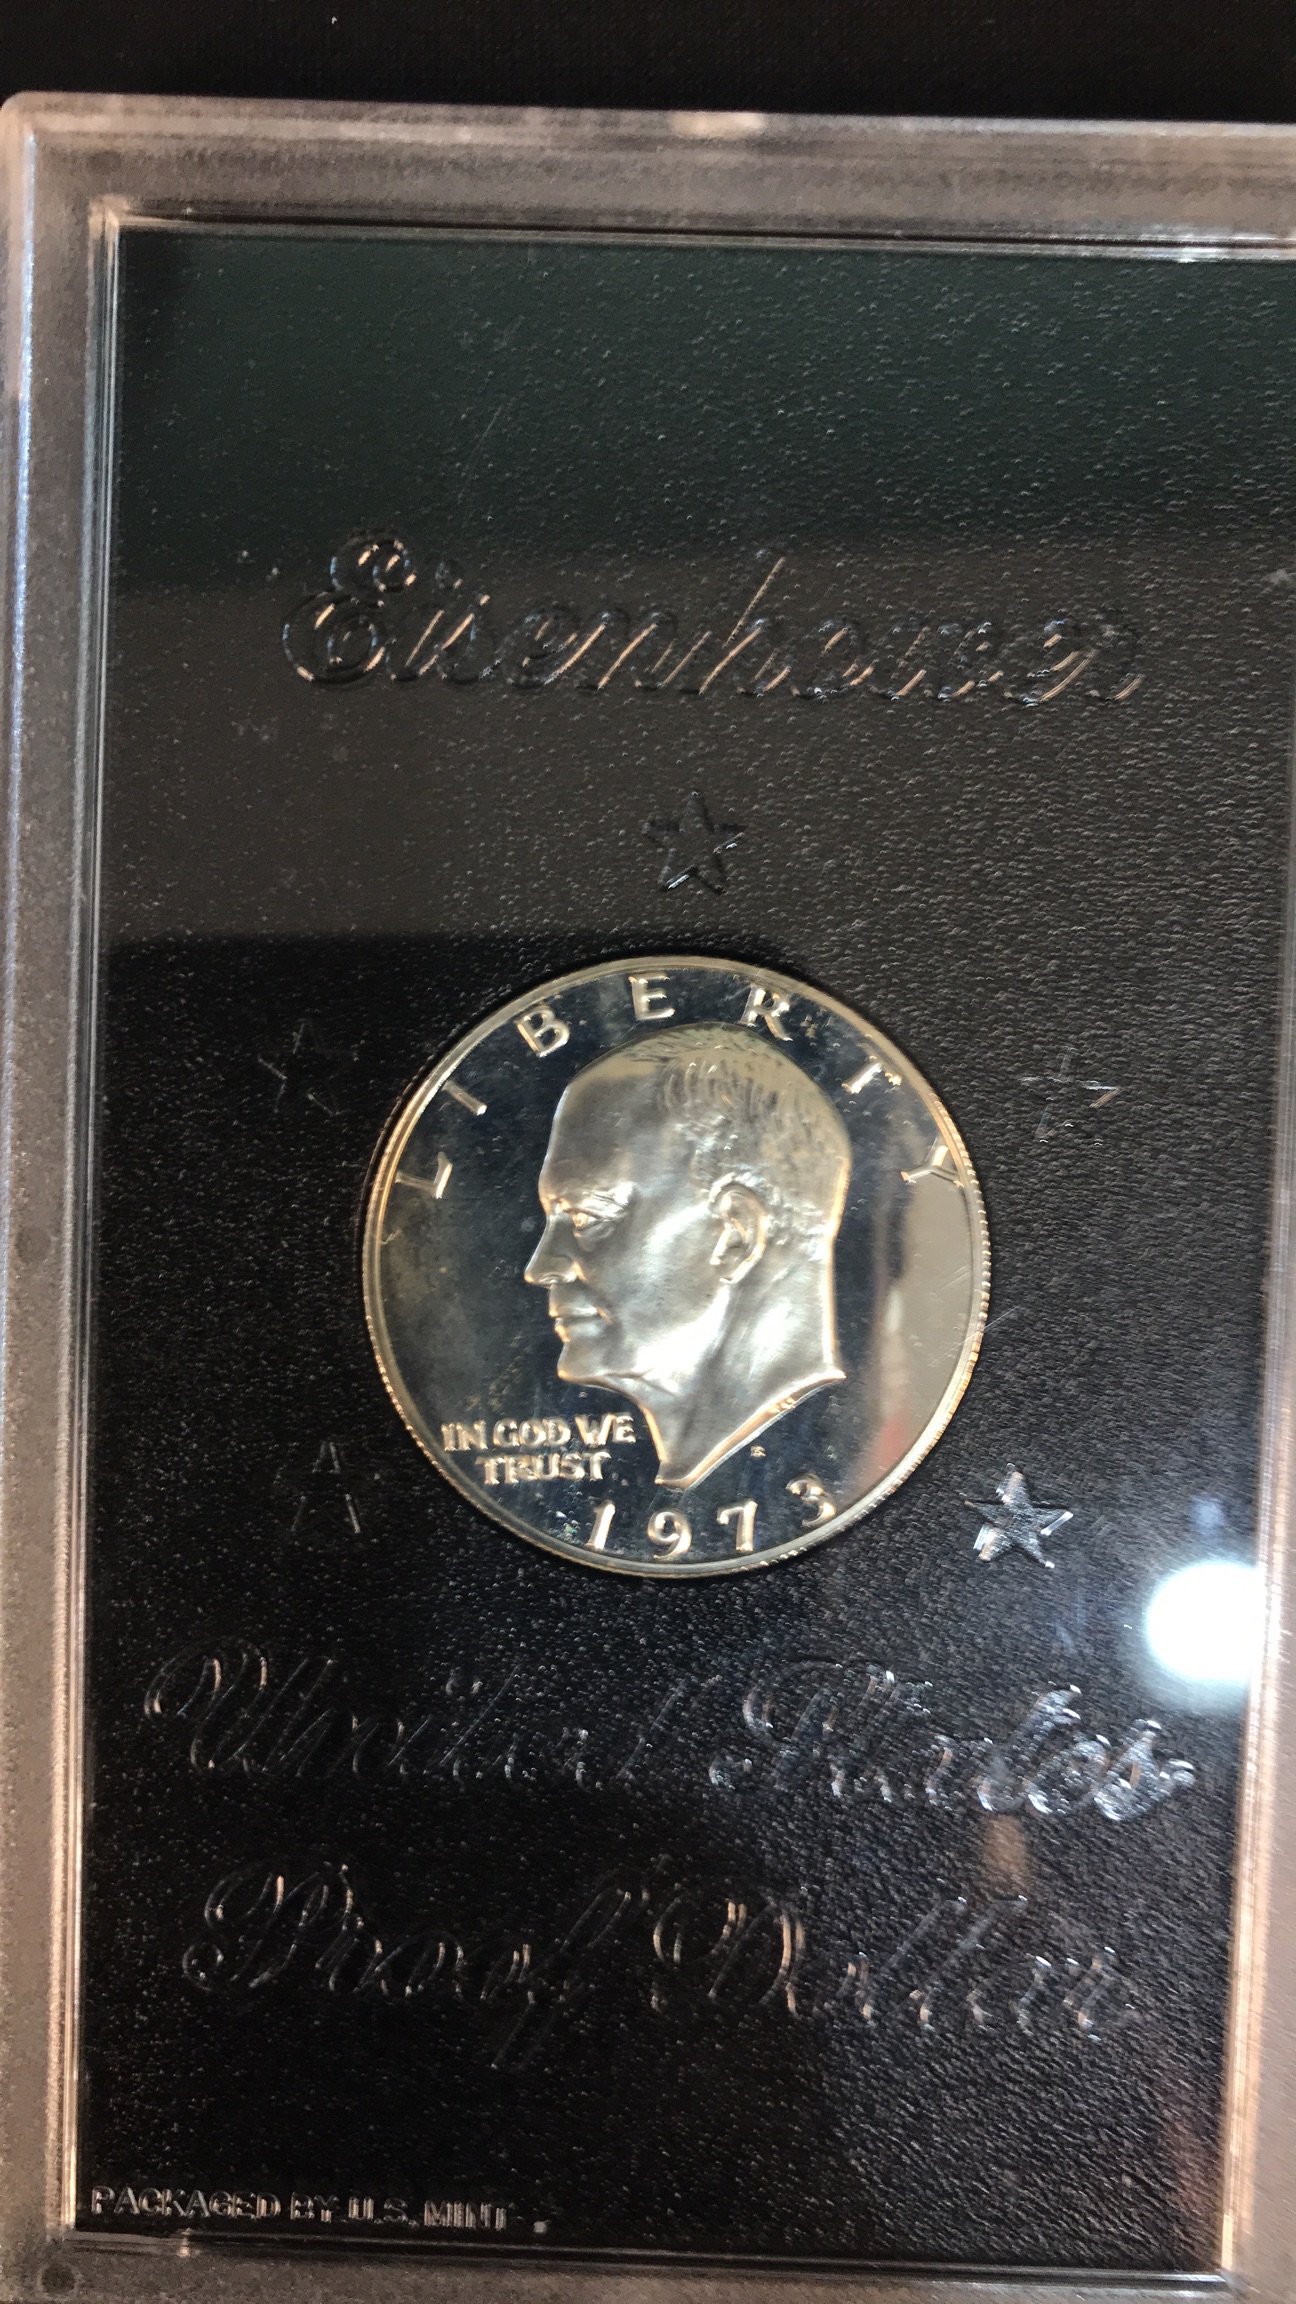 Eisenhower
LIBERTY
IN GOD WE
TRUST
S
1973
United States
Proof Dollar
PACKAGED BY U.S. MINT